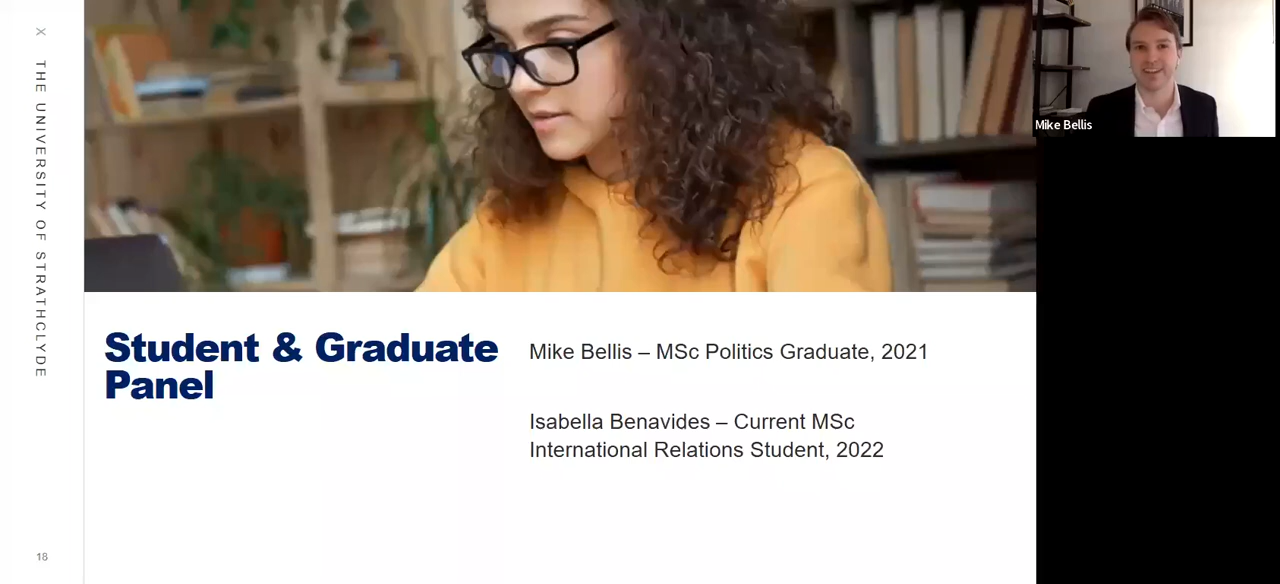 X THE UNIVERSITY OF STRATHCLYDE
Mike Bellis
Student & Graduate
Panel
Mike Bellis – MSc Politics Graduate, 2021
Isabella Benavides – Current MSc
International Relations Student, 2022
18